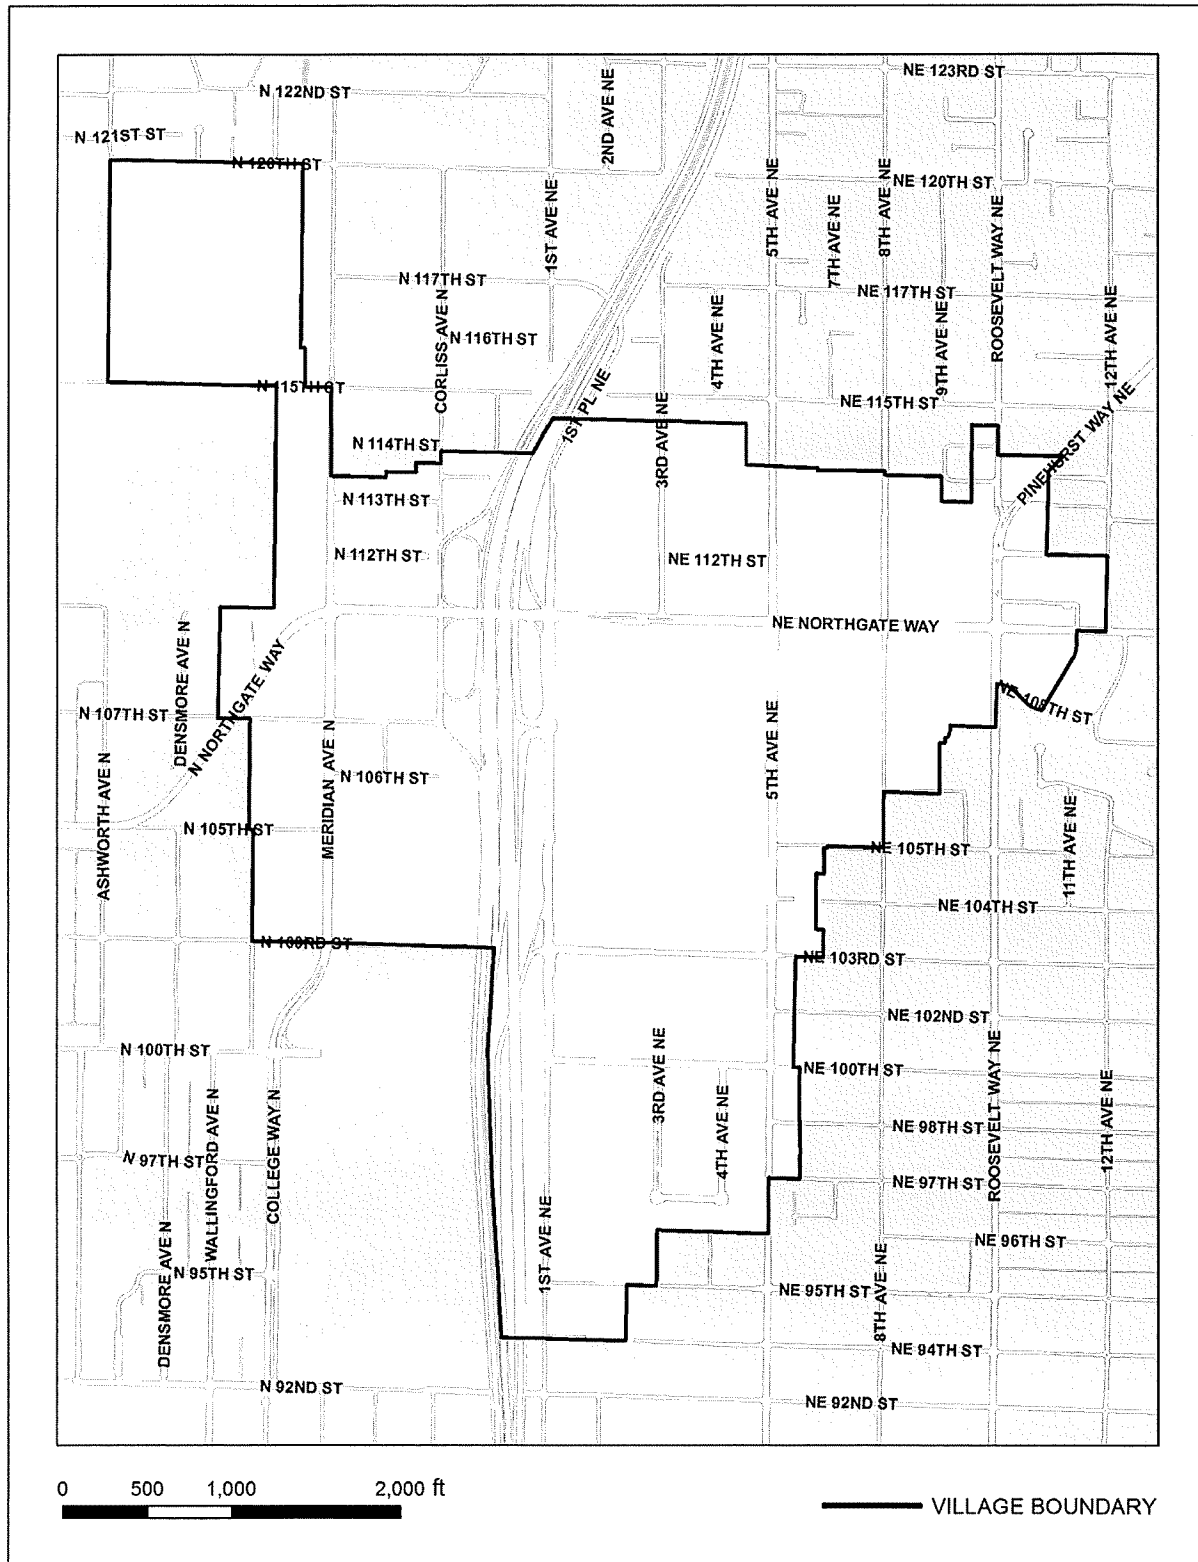 NE 123RD ST
N 122ND ST
2ND AVE NE
N 121ST ST
N 120TH ST
1ST AVE NE
5TH AVE NE
8TH AVE NE
NE 120TH ST
7TH AVE NE
ROOSEVELT WAY NE
N 117TH ST
NE 117TH ST
CORLISS AVE N
N 116TH ST
4TH AVE NE
9TH AVE NE
12TH AVE NE
N 115TH ST
1ST PL NE
3RD AVE NE
NE 115TH ST
PINEHURST WAY NE
N 114TH ST
N 113TH ST
N 112TH ST
NE 112TH ST
NE NORTHGATE WAY
DENSMORE AVE N
N NORTHGATE WAY
NE 108TH ST
N 107TH ST
MERIDIAN AVE N
5TH AVE NE
N 106TH ST
ASHWORTH AVE N
N 105TH ST
NE 105TH ST
11TH AVE NE
NE 104TH ST
N 103RD ST
NE 103RD ST
NE 102ND ST
N 100TH ST
3RD AVE NE
NE 100TH ST
ROOSEVELT WAY NE
WALLINGFORD AVE N
COLLEGE WAY N
4TH AVE NE
NE 98TH ST
12TH AVE NE
N 97TH ST
NE 97TH ST
1ST AVE NE
NE 96TH ST
DENSMORE AVE N
N 95TH ST
8TH AVE NE
NE 95TH ST
NE 94TH ST
N 92ND ST
NE 92ND ST
0 500 1,000 2,000 ft
VILLAGE BOUNDARY